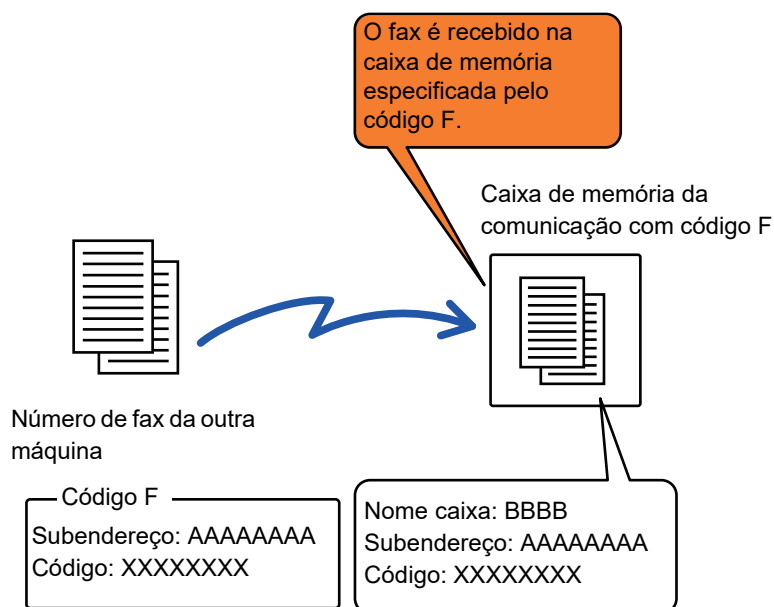 O fax é recebido na
caixa de memória
especificada pelo
código F.
Caixa de memória da
comunicação com código F
Número de fax da outra
máquina
Código F
Subendereço: AAAAAAAA
Código: XXXXXXXX
Nome caixa: BBBB
Subendereço: AAAAAAAA
Código: XXXXXXXX